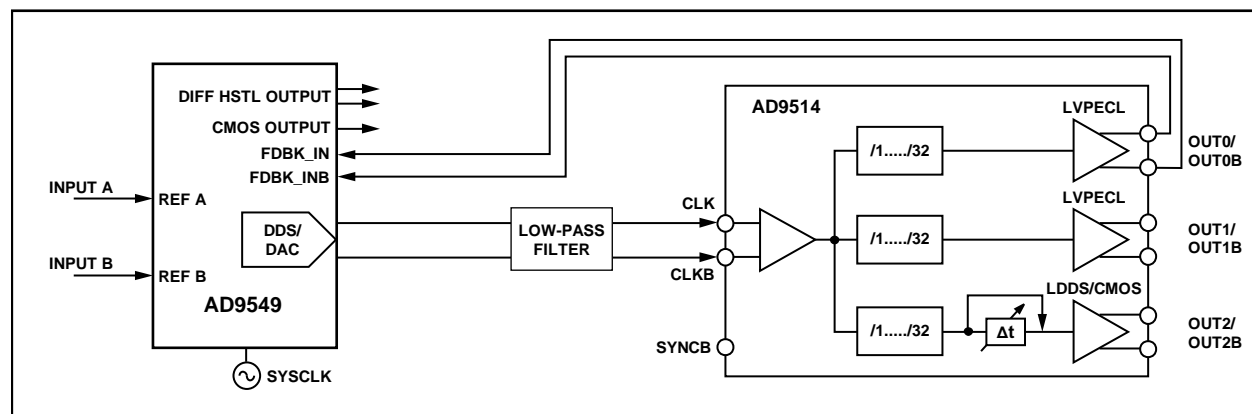 DIFF HSTL OUTPUT
CMOS OUTPUT
FDBK_IN
FDBK_INB
INPUT A
REF A
DDS/
DAC
INPUT B
REF B
AD9549
SYSCLK
LOW-PASS
FILTER
AD9514
CLK
CLKB
SYNCB
/1...../32
LVPECL
OUT0/
OUT0B
/1...../32
LVPECL
OUT1/
OUT1B
/1...../32
Δt
LDDS/CMOS
OUT2/
OUT2B